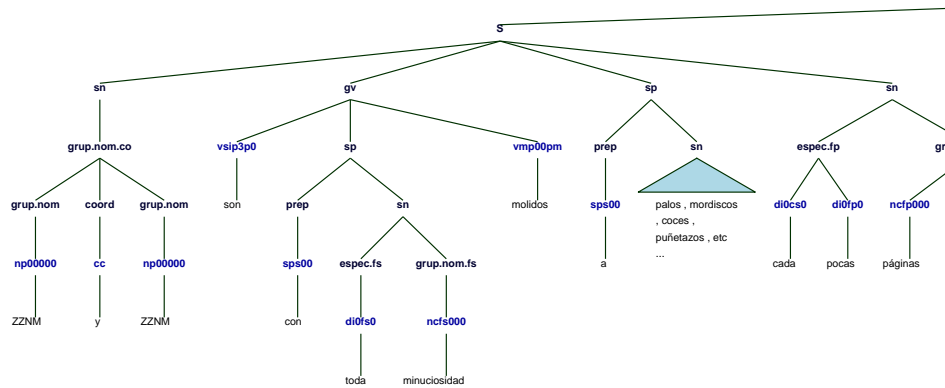 S
sn gv sp sn
grup.nom.co vsip3p0 sp vmp00pm prep sn espec.fp gr
grup.nom coord grup.nom son prep sn molidos sps00 palos , mordiscos di0cs0 di0fp0 ncfp000
, coces ,
puñetazos , etc
...
np00000 cc np00000 sps00 espec.fs grup.nom.fs a cada pocas páginas
ZZNM y ZZNM con di0fs0 ncfs000
toda minuciosidad